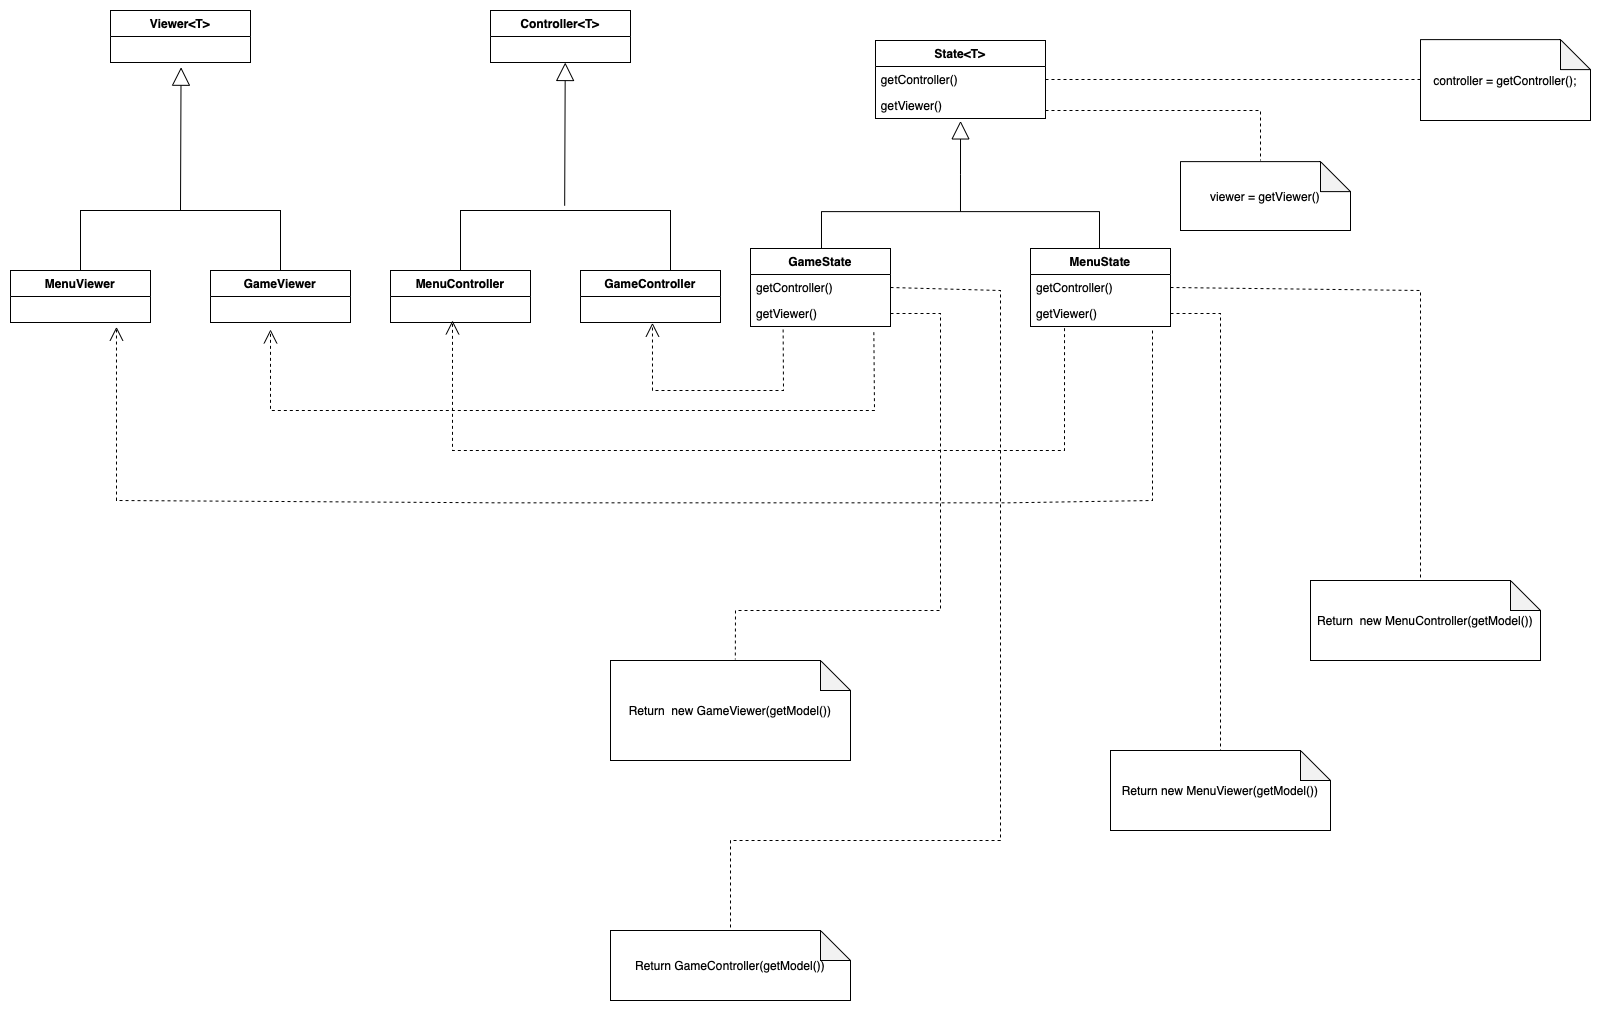 Viewer<T>
Controller<T>
State<T>
getController()
getViewer()
controller = getController();
viewer = getViewer()
MenuViewer
GameViewer
MenuController
GameController
GameState
getController()
getViewer()
MenuState
getController()
getViewer()
Return  new MenuController(getModel())
Return  new GameViewer(getModel())
Return new MenuViewer(getModel())
Return GameController(getModel())